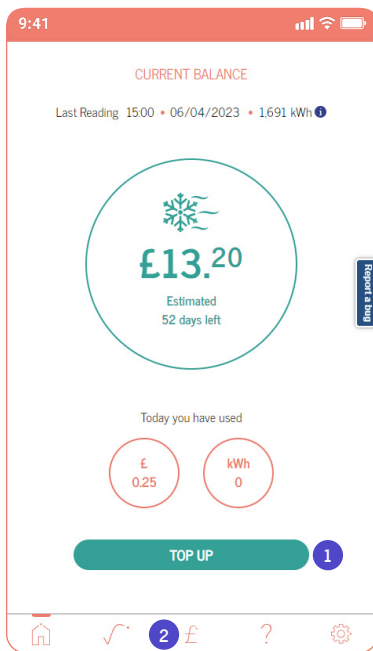 9:41
CURRENT BALANCE
Last Reading 15:00 • 06/04/2023 • 1,691 kWh i
£13.20
Estimated
52 days left
Report a bug
Today you have used
£
0.25
kWh
0
TOP UP
1
2
£
?